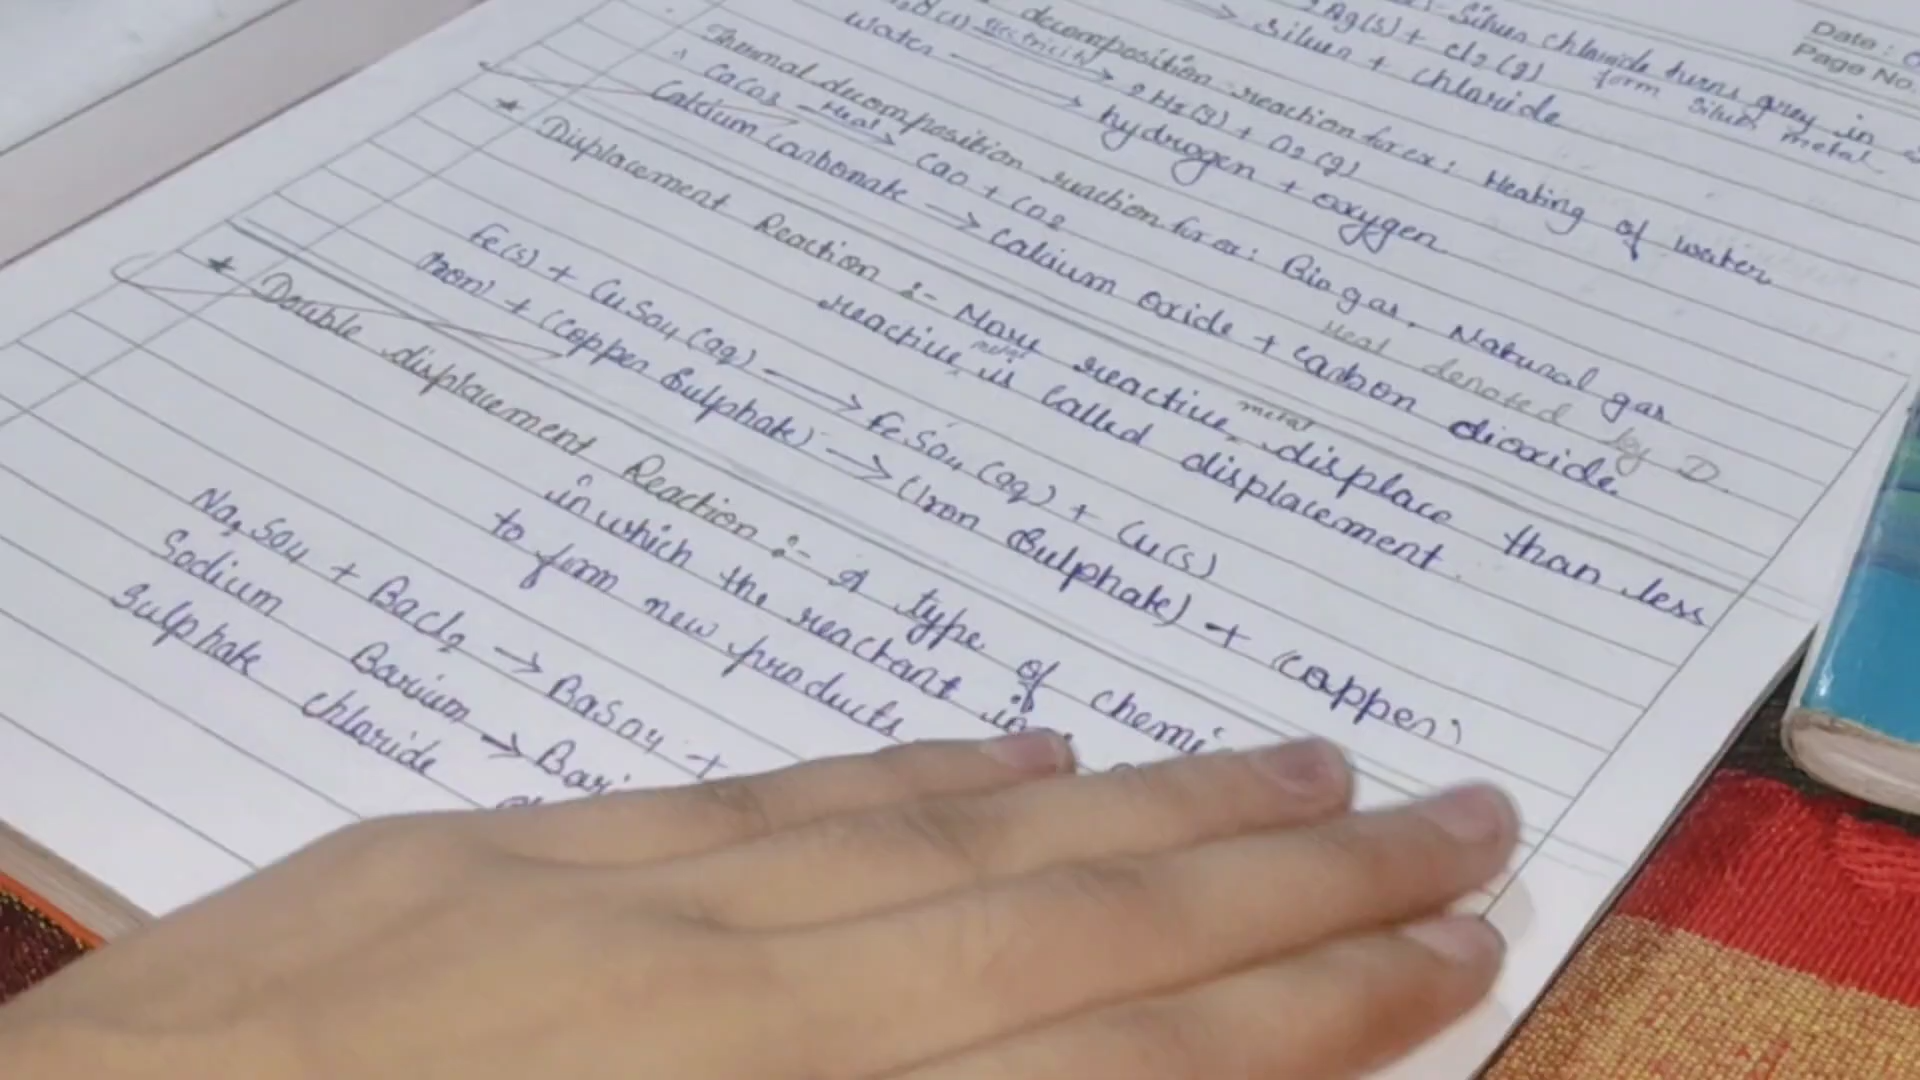 Silver chloride turns grey in
form silver metal.
Ag(s) + Cl2(g)
silver + chloride
Date :
Page No.
decomposition reaction for ex: Heating of water
electricity 2H2(g) + O2(g)
water → hydrogen + oxygen
Thermal decomposition reaction for ex: Biogas, Natural gas
CaCO3 —Heat→ CaO + CO2 Heat denoted by D.
Calcium Carbonate → Calcium Oxide + carbon dioxide.
★ Displacement Reaction :- More reactive metal displace than less
reactive metal is called displacement.
Fe(s) + CuSO4(aq) → FeSO4(aq) + Cu(s)
(Iron) + (Copper Sulphate) → (Iron Sulphate) + (Copper)
★ Double displacement Reaction :- A type of chemi
in which the reactant
to form new products
Na2SO4 + BaCl2 → BaSO4 +
Sodium Barium → Bari
Sulphate chloride